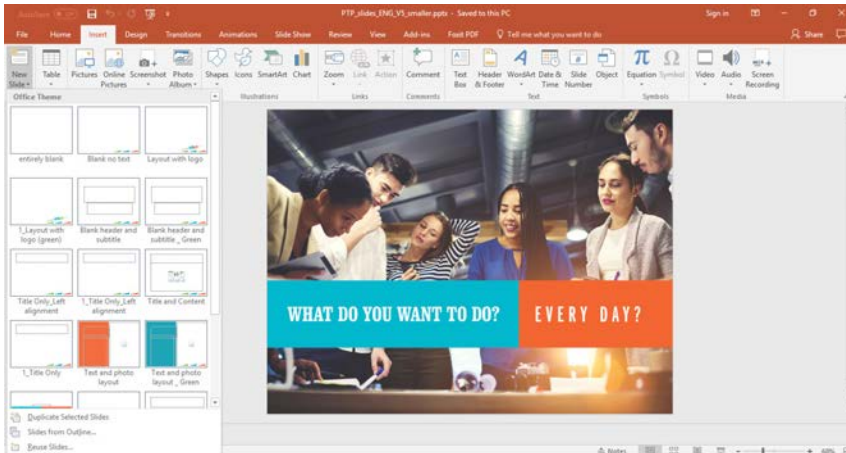 AutoSave
PTP_slides_ENG_V5_smaller.pptx - Saved to this PC
Sign in
File Home Insert Design Transitions Animations Slide Show Review View Add-ins Foxit PDF Tell me what you want to do Share
New Slide
Table
Pictures
Online Pictures
Screenshot
Photo Album
Shapes
Icons
SmartArt
Chart
Zoom
Link
Action
Comment
Text Box
Header & Footer
WordArt
Date & Time
Slide Number
Object
Equation
Symbol
Video
Audio
Screen Recording
Illustrations Links Comments Text Symbols Media
Office Theme
entirely blank
Blank no text
Layout with logo
1_Layout with logo (green)
Blank header and subtitle
Blank header and subtitle _ Green
Title Only_Left alignment
1_Title Only_Left alignment
Title and Content
1_Title Only
Text and photo layout
Text and photo layout _ Green
WHAT DO YOU WANT TO DO? EVERY DAY?
Duplicate Selected Slides
Slides from Outline...
Reuse Slides...
Notes
68%